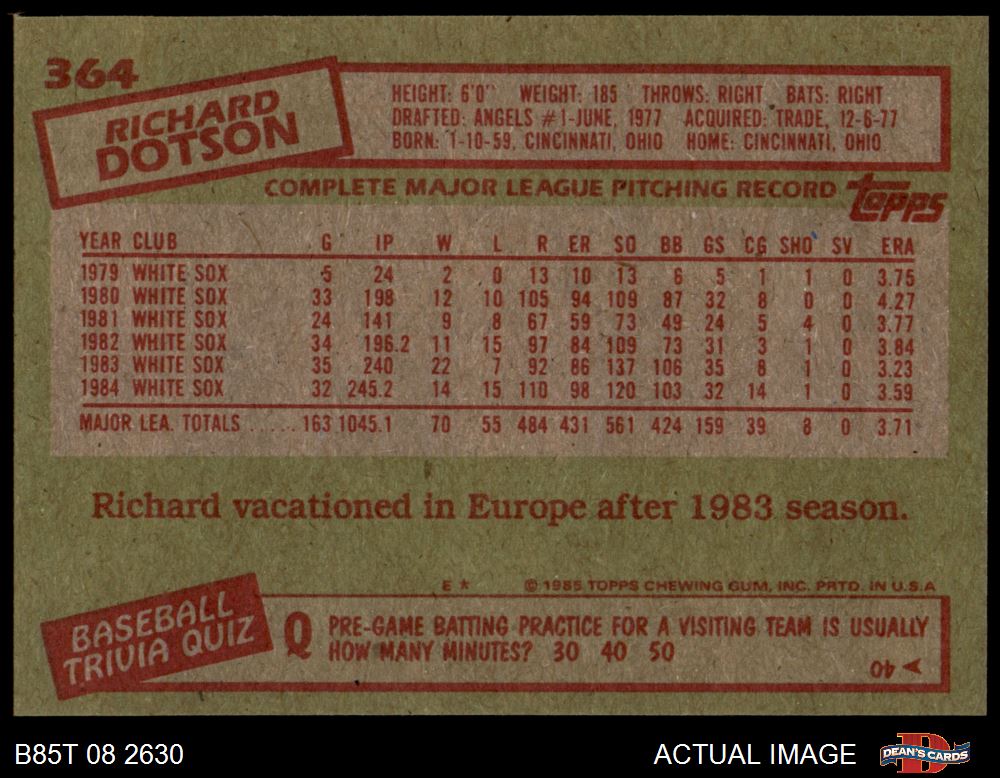 364
RICHARD
DOTSON
HEIGHT: 6'0" WEIGHT: 185 THROWS: RIGHT BATS: RIGHT
DRAFTED: ANGELS #1-JUNE, 1977 ACQUIRED: TRADE, 12-6-77
BORN: 1-10-59, CINCINNATI, OHIO HOME: CINCINNATI, OHIO
COMPLETE MAJOR LEAGUE PITCHING RECORD topps
YEAR CLUB G IP W L R ER SO BB GS CG SHO SV ERA
1979 WHITE SOX 5 24 2 0 13 10 13 6 5 1 1 0 3.75
1980 WHITE SOX 33 198 12 10 105 94 109 87 32 8 0 0 4.27
1981 WHITE SOX 24 141 9 8 67 59 73 49 24 5 4 0 3.77
1982 WHITE SOX 34 196.2 11 15 97 84 109 73 31 3 1 0 3.84
1983 WHITE SOX 35 240 22 7 92 86 137 106 35 8 1 0 3.23
1984 WHITE SOX 32 245.2 14 15 110 98 120 103 32 14 1 0 3.59
MAJOR LEA. TOTALS ..... 163 1045.1 70 55 484 431 561 424 159 39 8 0 3.71
Richard vacationed in Europe after 1983 season.
E * © 1985 TOPPS CHEWING GUM, INC. PRTD. IN U.S.A
BASEBALL
TRIVIA QUIZ
Q PRE-GAME BATTING PRACTICE FOR A VISITING TEAM IS USUALLY
HOW MANY MINUTES? 30 40 50
40
B85T 08 2630 ACTUAL IMAGE DEAN'S CARDS